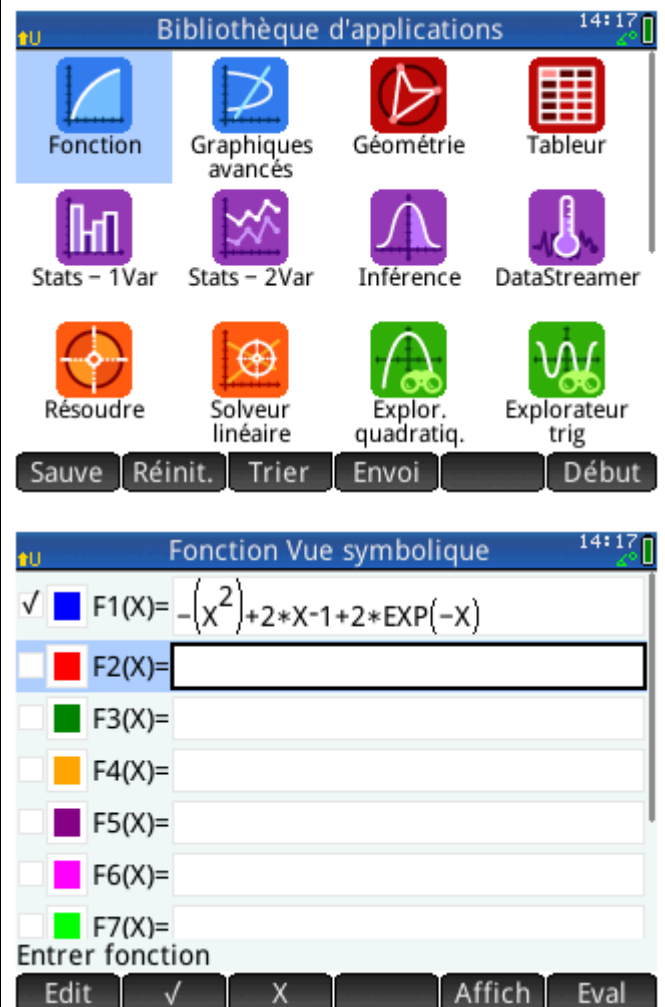 U Bibliothèque d'applications 14:17
Fonction Graphiques avancés Géométrie Tableur
Stats – 1Var Stats – 2Var Inférence DataStreamer
Résoudre Solveur linéaire Explor. quadratiq. Explorateur trig
Sauve Réinit. Trier Envoi Début
U Fonction Vue symbolique 14:17
√ F1(X)= -(X^2)+2*X-1+2*EXP(-X)
F2(X)=
F3(X)=
F4(X)=
F5(X)=
F6(X)=
F7(X)=
Entrer fonction
Edit √ X Affich Eval